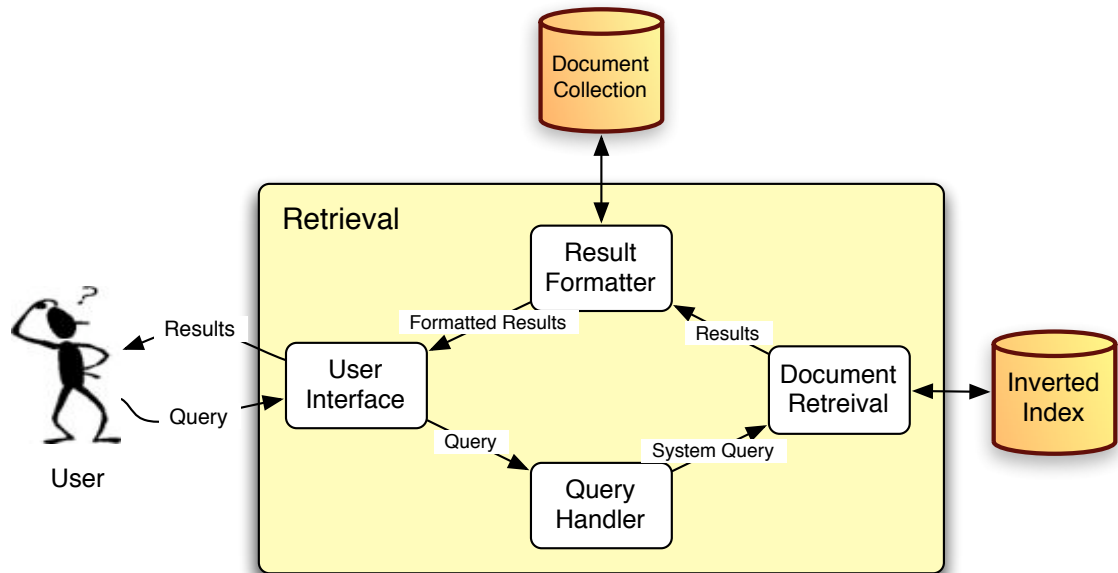 Document
Collection
Retrieval
Result
Formatter
?
Results
Formatted Results
Results
User
Interface
Document
Retreival
Inverted
Index
Query
Query
System Query
User
Query
Handler